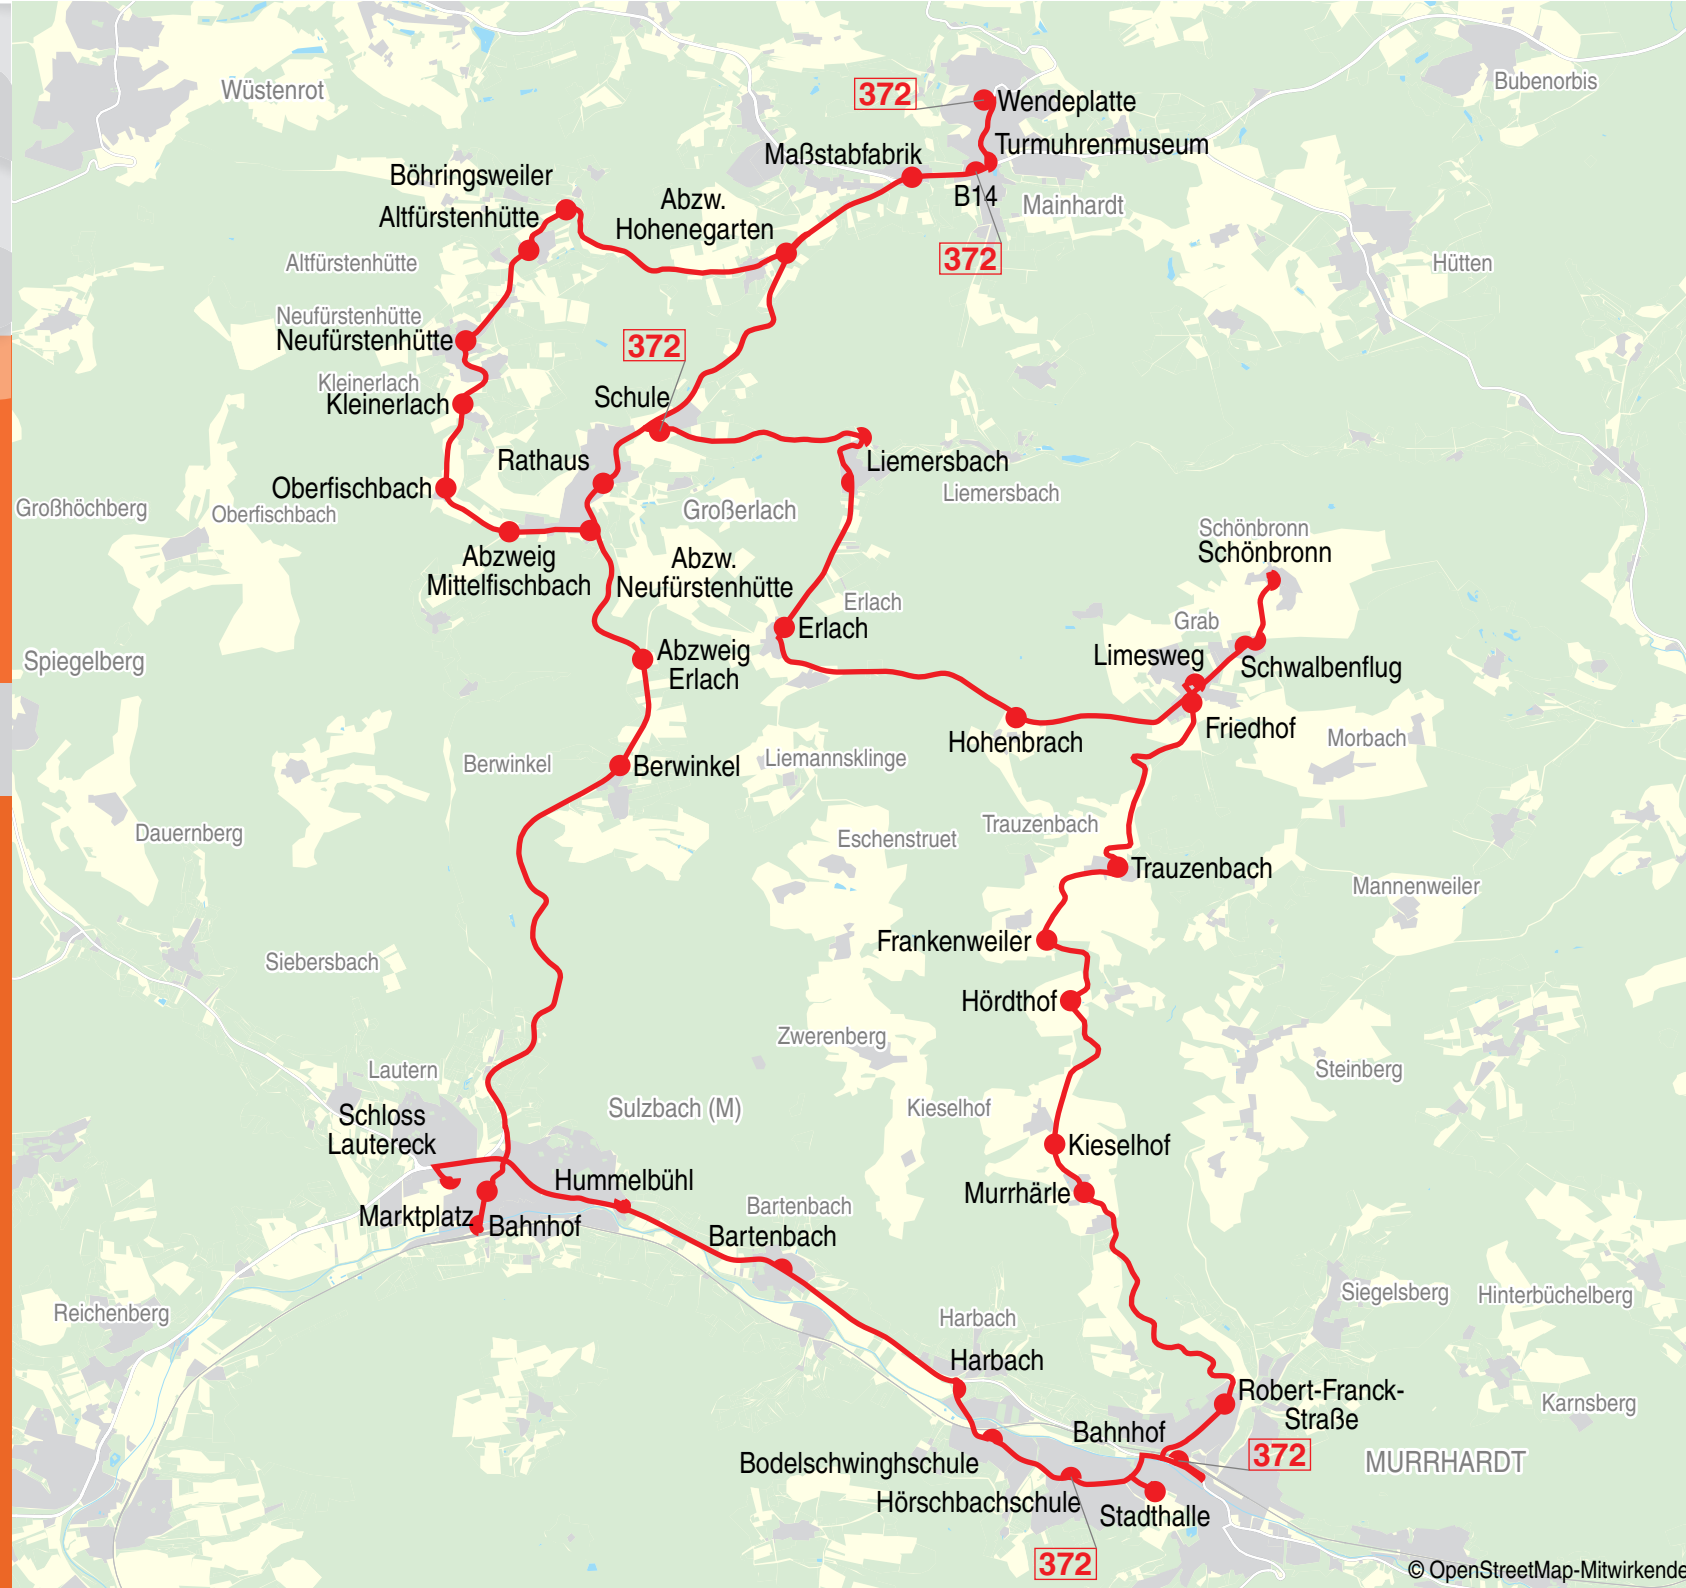 Wüstenrot
372
Wendeplatte
Bubenorbis
Turmuhrenmuseum
Maßstabfabrik
Böhringsweiler
Altfürstenhütte
Abzw.
Hohenegarten
B14
Mainhardt
372
Altfürstenhütte
Hütten
Neufürstenhütte
Neufürstenhütte
372
Kleinerlach
Kleinerlach
Schule
Rathaus
Liemersbach
Liemersbach
Oberfischbach
Großhöchberg
Oberfischbach
Großerlach
Schönbronn
Schönbronn
Abzweig
Mittelfischbach
Abzw.
Neufürstenhütte
Erlach
Erlach
Grab
Limesweg
Schwalbenflug
Spiegelberg
Abzweig
Erlach
Friedhof
Hohenbrach
Morbach
Berwinkel
Berwinkel
Liemannsklinge
Dauernberg
Eschenstruet
Trauzenbach
Trauzenbach
Mannenweiler
Frankenweiler
Siebersbach
Hördthof
Zwerenberg
Steinberg
Lautern
Schloss
Lautereck
Sulzbach (M)
Kieselhof
Kieselhof
Hummelbühl
Murrhärle
Marktplatz
Bahnhof
Bartenbach
Bartenbach
Reichenberg
Siegelsberg
Hinterbüchelberg
Harbach
Harbach
Robert-Franck-
Straße
Karnsberg
Bahnhof
372
MURRHARDT
Bodelschwinghschule
Hörschbachschule
Stadthalle
372
© OpenStreetMap-Mitwirkende